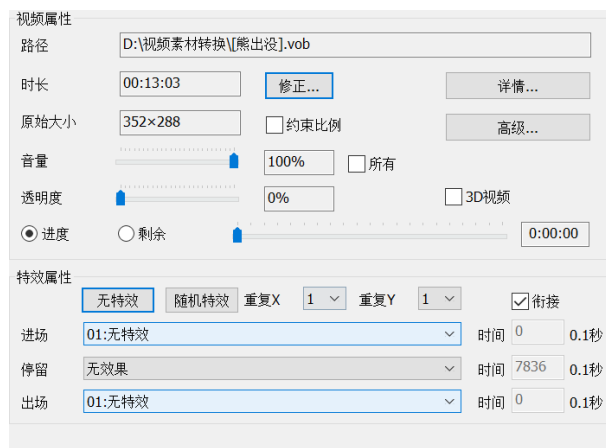 视频属性
路径 D:\视频素材转换\[熊出没].vob
时长 00:13:03 修正... 详情...
原始大小 352×288 约束比例 高级...
音量 100% 所有
透明度 0% 3D视频
进度 剩余 0:00:00
特效属性
无特效 随机特效 重复X 1 重复Y 1 衔接
进场 01:无特效 时间 0 0.1秒
停留 无效果 时间 7836 0.1秒
出场 01:无特效 时间 0 0.1秒